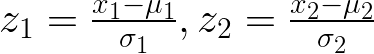 $z_1 = \frac{x_1 - \mu_1}{\sigma_1}, z_2 = \frac{x_2 - \mu_2}{\sigma_2}$